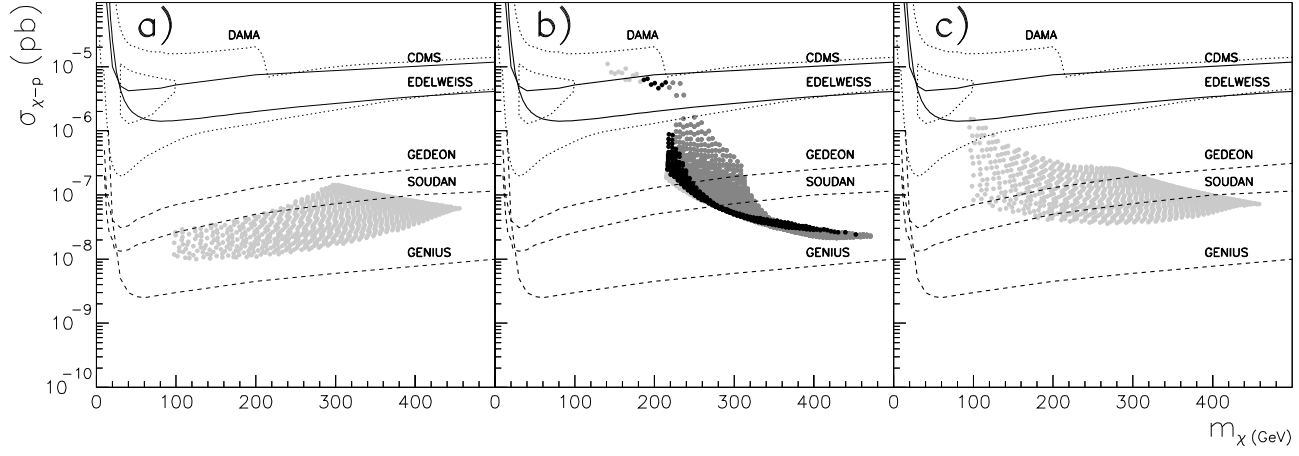 σχ-p (pb)
a)
DAMA
CDMS
EDELWEISS
GEDEON
SOUDAN
GENIUS
b)
DAMA
CDMS
EDELWEISS
GEDEON
SOUDAN
GENIUS
c)
DAMA
CDMS
EDELWEISS
GEDEON
SOUDAN
GENIUS
10-5
10-6
10-7
10-8
10-9
10-10
0 100 200 300 400 0 100 200 300 400 0 100 200 300 400
mχ (GeV)